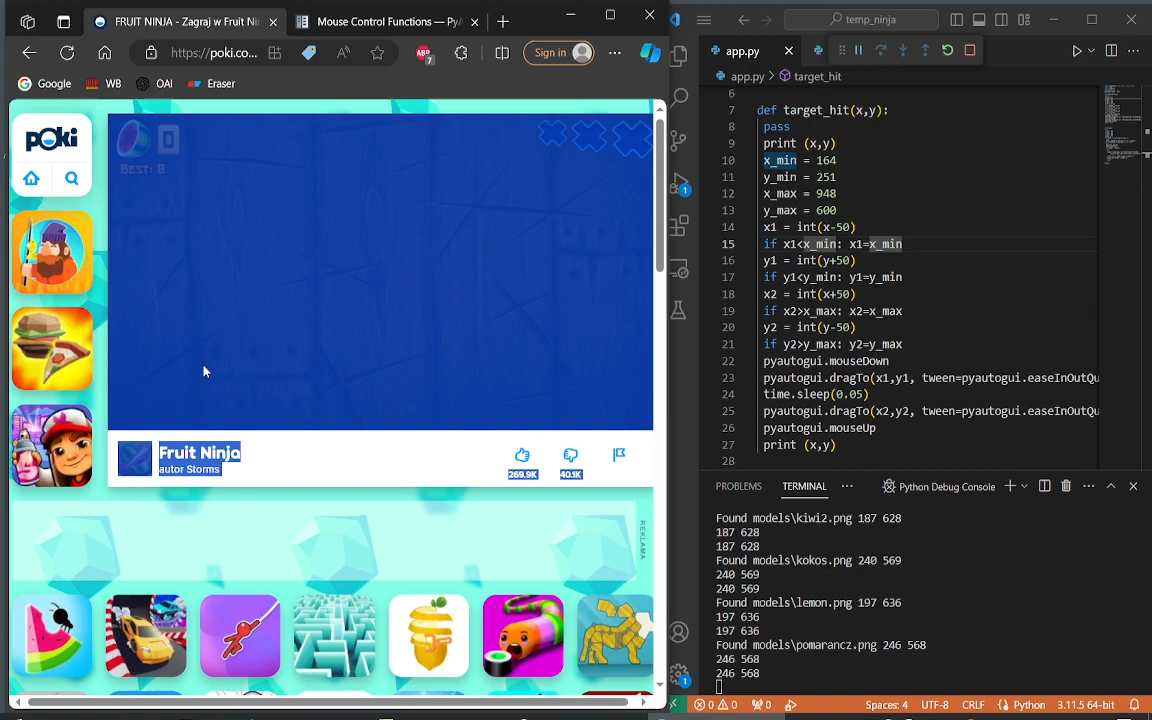 FRUIT NINJA - Zagraj w Fruit Nin
Mouse Control Functions — PyA
https://poki.co...
Sign in
ABP
7
Google
WB
OAI
Eraser
POKI
0
BEST: 8
Fruit Ninja
autor Storms
269.9K
40.1K
REKLAMA
temp_ninja
app.py
app.py > target_hit
6
7 def target_hit(x,y):
8 pass
9 print (x,y)
10 x_min = 164
11 y_min = 251
12 x_max = 948
13 y_max = 600
14 x1 = int(x-50)
15 if x1<x_min: x1=x_min
16 y1 = int(y+50)
17 if y1<y_min: y1=y_min
18 x2 = int(x+50)
19 if x2>x_max: x2=x_max
20 y2 = int(y-50)
21 if y2>y_max: y2=y_max
22 pyautogui.mouseDown
23 pyautogui.dragTo(x1,y1, tween=pyautogui.easeInOutQu
24 time.sleep(0.05)
25 pyautogui.dragTo(x2,y2, tween=pyautogui.easeInOutQu
26 pyautogui.mouseUp
27 print (x,y)
28
1
PROBLEMS TERMINAL ... Python Debug Console
Found models\kiwi2.png 187 628
187 628
187 628
Found models\kokos.png 240 569
240 569
240 569
Found models\lemon.png 197 636
197 636
197 636
Found models\pomarancz.png 246 568
246 568
246 568
1
0 0 0 Spaces: 4 UTF-8 CRLF Python 3.11.5 64-bit